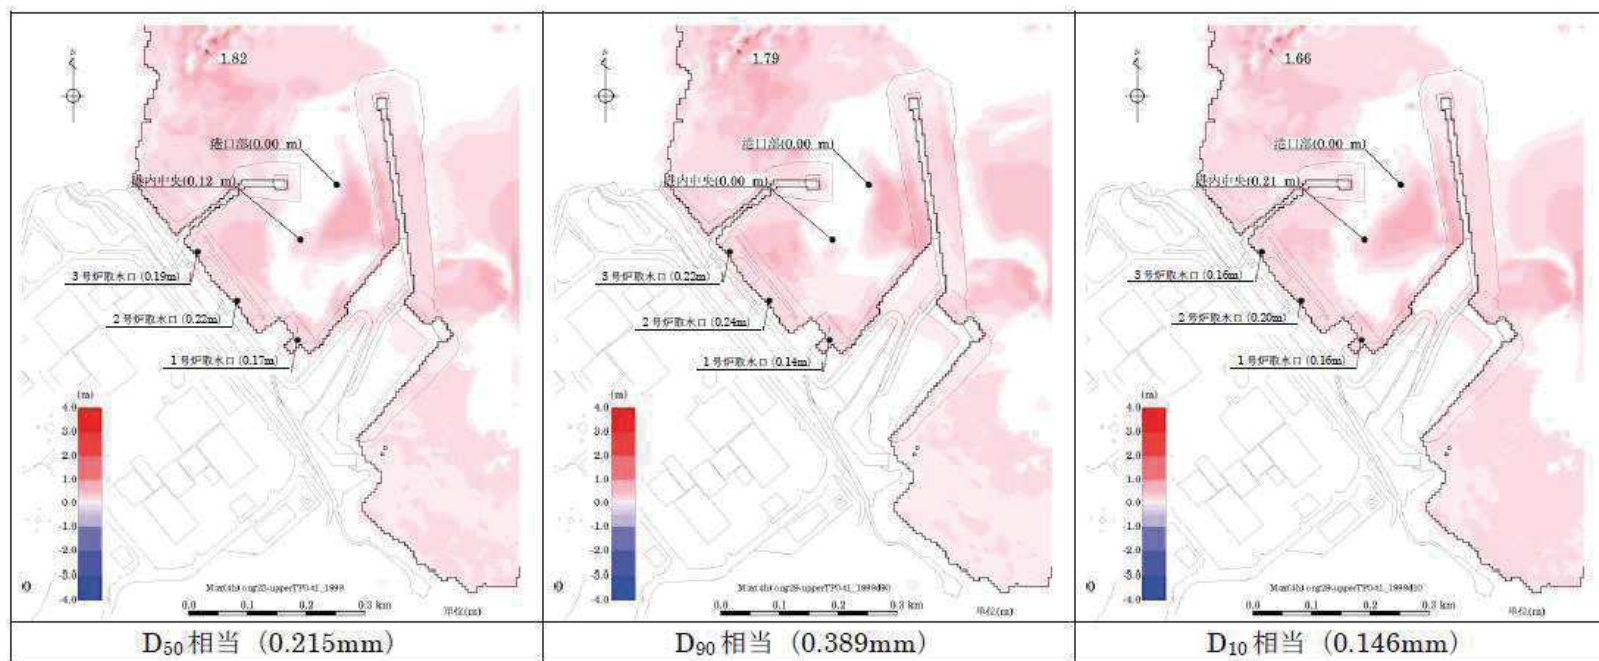 1.82
港口部(0.00 m)
港内中央(0.12 m)
3号炉取水口(0.19m)
2号炉取水口(0.22m)
1号炉取水口(0.17m)
(m)
4.0
3.0
2.0
1.0
0.0
-1.0
-2.0
-3.0
-4.0
0.0 0.1 0.2 0.3 km
単位(m)
D50相当（0.215mm）
1.79
港口部(0.00 m)
港内中央(0.00 m)
3号炉取水口(0.22m)
2号炉取水口(0.24m)
1号炉取水口(0.14m)
(m)
4.0
3.0
2.0
1.0
0.0
-1.0
-2.0
-3.0
-4.0
0.0 0.1 0.2 0.3 km
単位(m)
D90相当（0.389mm）
1.66
港口部(0.00 m)
港内中央(0.21 m)
3号炉取水口(0.16m)
2号炉取水口(0.20m)
1号炉取水口(0.16m)
(m)
4.0
3.0
2.0
1.0
0.0
-1.0
-2.0
-3.0
-4.0
0.0 0.1 0.2 0.3 km
単位(m)
D10相当（0.146mm）